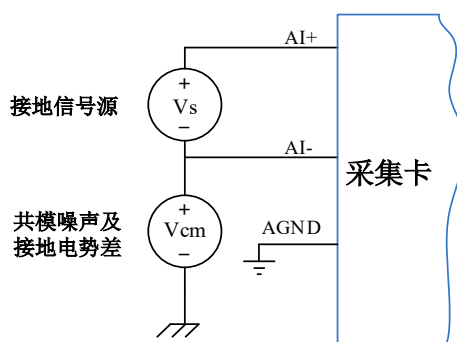 AI+
+
接地信号源
Vs
−
AI-
采集卡
共模噪声及
接地电势差
+
Vcm
−
AGND